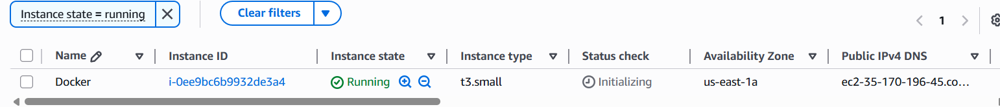 Instance state = running
Clear filters
1
Name Instance ID Instance state Instance type Status check Availability Zone Public IPv4 DNS
Docker i-0ee9bc6b9932de3a4 Running t3.small Initializing us-east-1a ec2-35-170-196-45.co...